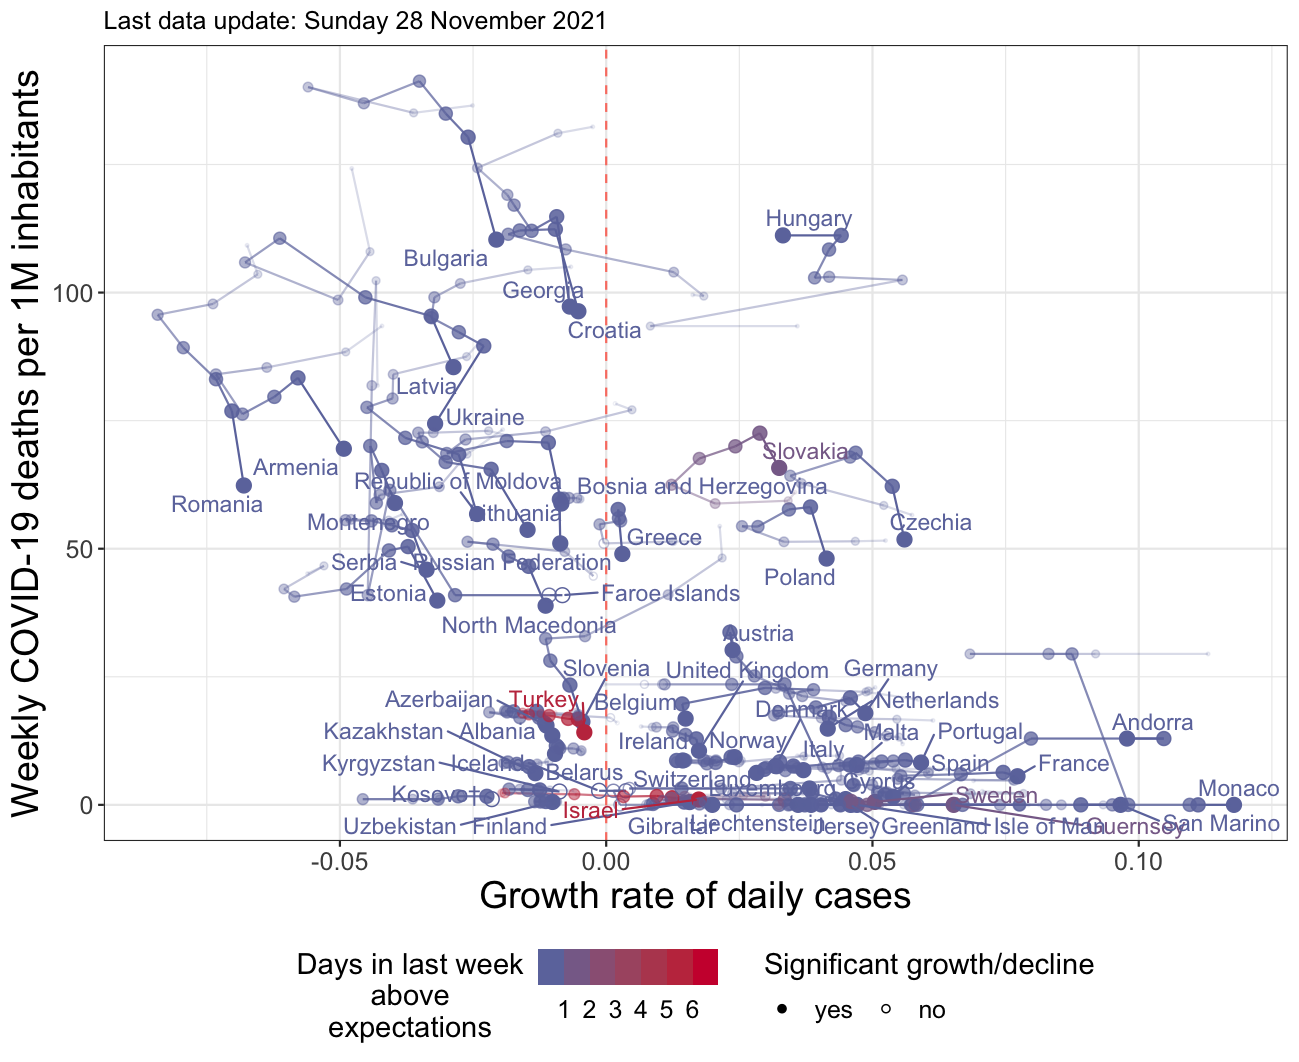 Last data update: Sunday 28 November 2021
Weekly COVID-19 deaths per 1M inhabitants
100
50
0
Hungary
Bulgaria
Georgia
Croatia
Latvia
Ukraine
Slovakia
Armenia
Republic of Moldova
Bosnia and Herzegovina
Romania
Montenegro
Lithuania
Czechia
Greece
Serbia
Russian Federation
Poland
Estonia
Faroe Islands
North Macedonia
Austria
Slovenia
United Kingdom
Germany
Azerbaijan
Turkey
Belgium
Netherlands
Denmark
Kazakhstan
Albania
Ireland
Norway
Malta
Portugal
Andorra
Italy
Kyrgyzstan
Iceland
Belarus
Spain
France
Switzerland
Cyprus
Kosovo
Luxembourg
Sweden
Monaco
Israel
Uzbekistan
Finland
Gibraltar
Liechtenstein
Jersey
Greenland
Isle of Man
Guernsey
San Marino
-0.05
0.00
0.05
0.10
Growth rate of daily cases
Days in last week
above
expectations
1 2 3 4 5 6
Significant growth/decline
yes
no